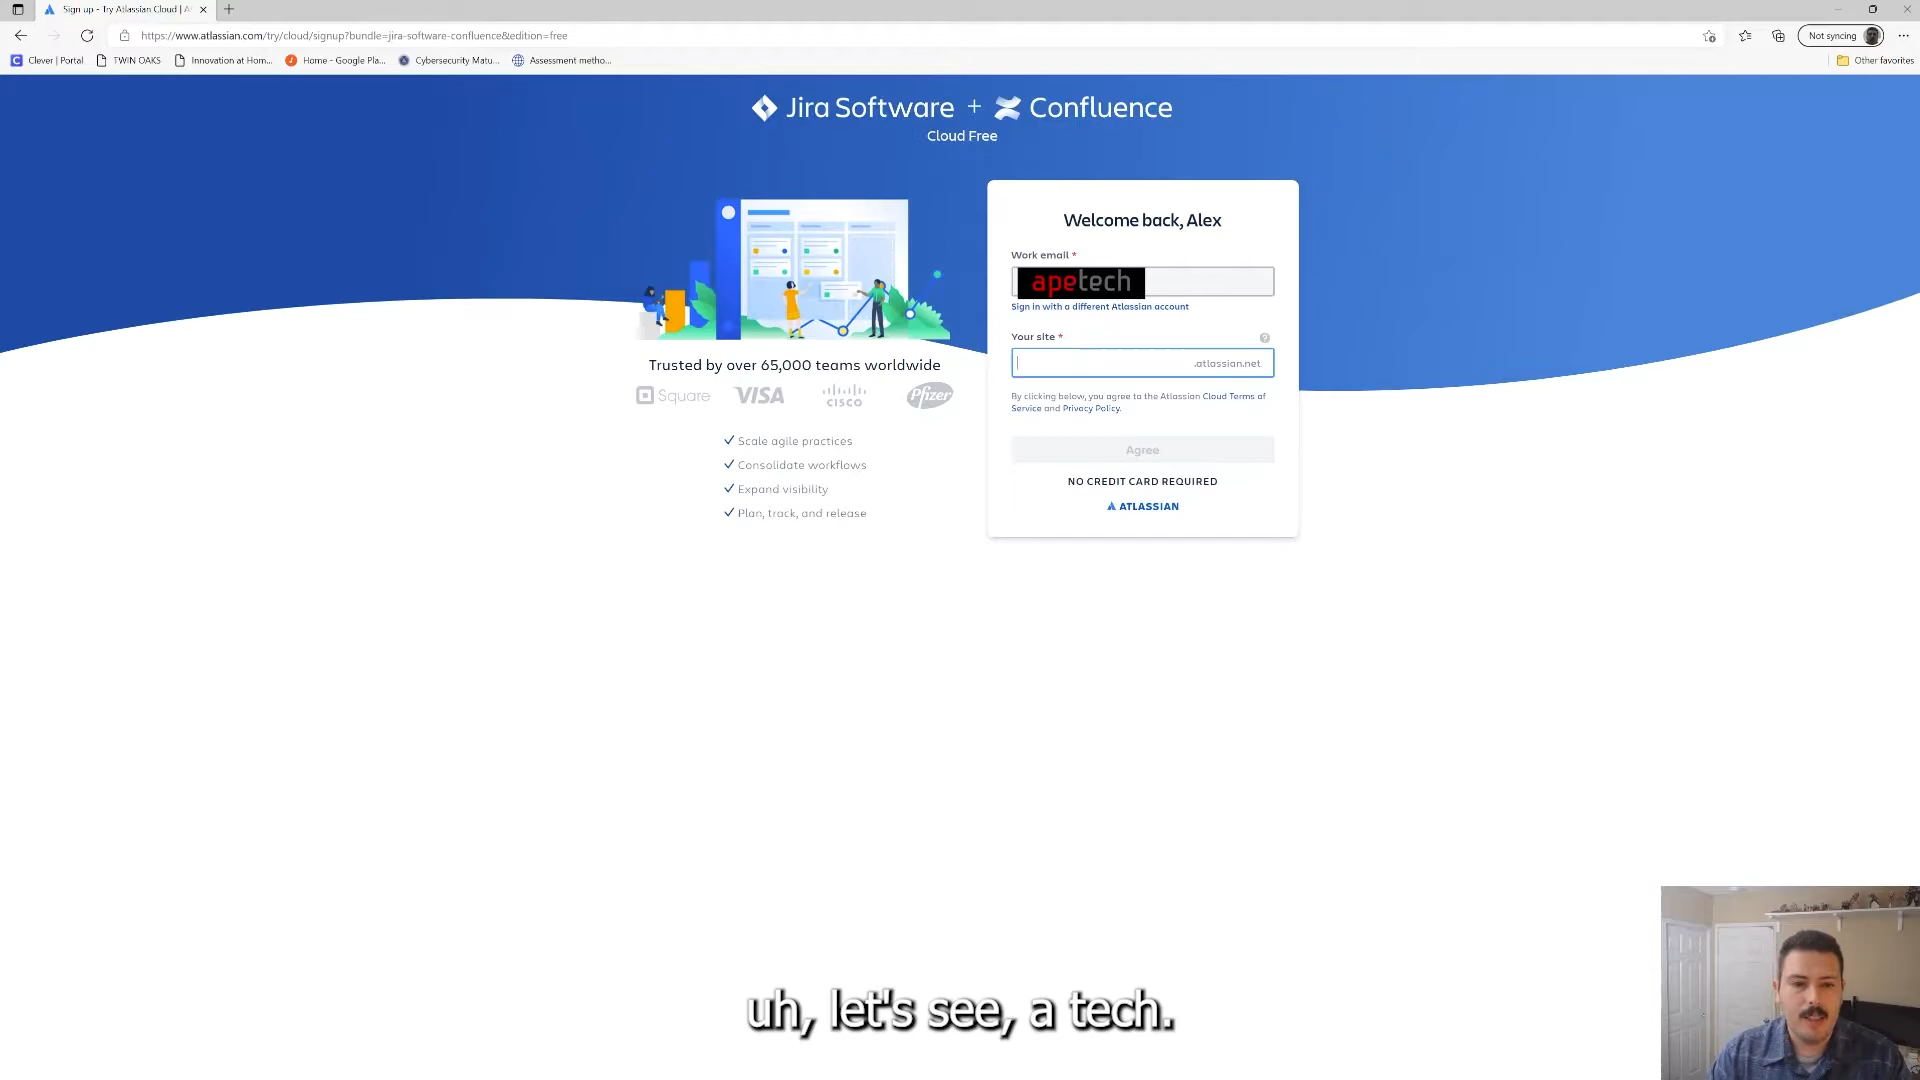 Sign up - Try Atlassian Cloud | A
https://www.atlassian.com/try/cloud/signup?bundle=jira-software-confluence&edition=free
Not syncing
Clever | Portal
TWIN OAKS
Innovation at Hom...
Home - Google Pla...
Cybersecurity Matu...
Assessment metho...
Other favorites
Jira Software + Confluence
Cloud Free
Welcome back, Alex
Work email *
apetech
Sign in with a different Atlassian account
Your site *
.atlassian.net
By clicking below, you agree to the Atlassian Cloud Terms of
Service and Privacy Policy.
Agree
NO CREDIT CARD REQUIRED
ATLASSIAN
Trusted by over 65,000 teams worldwide
Square
VISA
CISCO
Pfizer
Scale agile practices
Consolidate workflows
Expand visibility
Plan, track, and release
uh, let's see, a tech.